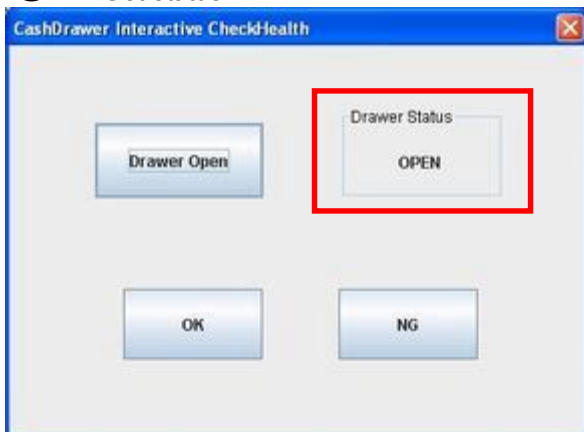 CashDrawer Interactive CheckHealth
Drawer Status
Drawer Open
OPEN
OK
NG